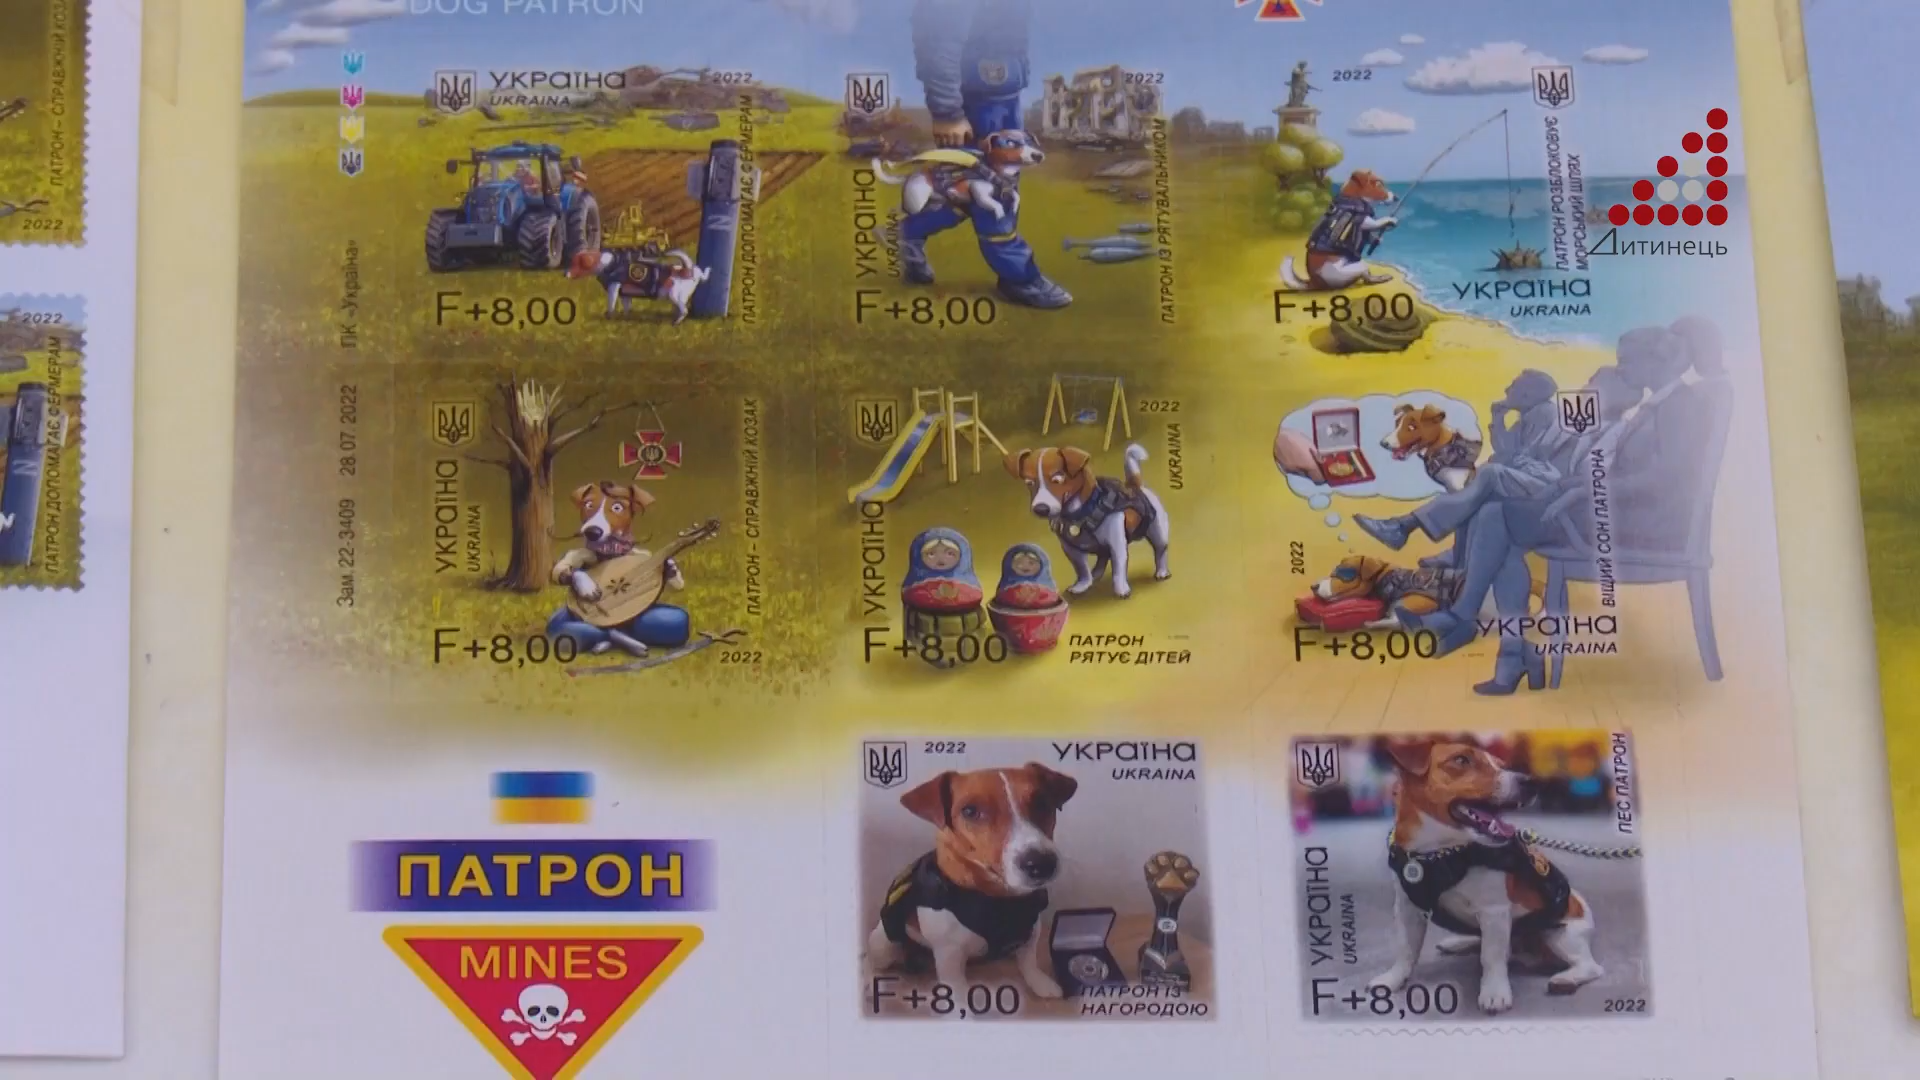 DOG PATRON
УКРАЇНА
UKRAINA
2022
ПАТРОН ДОПОМАГАЄ ФЕРМЕРАМ
N
F+8,00
2022
УКРАЇНА
UKRAINA
ПАТРОН ІЗ РЯТУВАЛЬНИКОМ
F+8,00
2022
ПАТРОН РОЗБЛОКОВУЄ
МОРСЬКИЙ ШЛЯХ
УКРАЇНА
UKRAINA
F+8,00
Дитинець
Зам. 22-3409 28.07.2022 ПК «Україна»
УКРАЇНА
UKRAINA
ПАТРОН – СПРАВЖНІЙ КОЗАК
F+8,00
2022
2022
УКРАЇНА
UKRAINA
F+8,00
ПАТРОН
РЯТУЄ ДІТЕЙ
2022
ВІЩИЙ СОН ПАТРОНА
УКРАЇНА
UKRAINA
F+8,00
ПАТРОН
MINES
2022
УКРАЇНА
UKRAINA
F+8,00
ПАТРОН ІЗ
НАГОРОДОЮ
ПЕС ПАТРОН
УКРАЇНА
UKRAINA
F+8,00
2022
ПАТРОН – СПРАВЖНІЙ КОЗАК
2022
2022
ПАТРОН ДОПОМАГАЄ ФЕРМЕРАМ
N